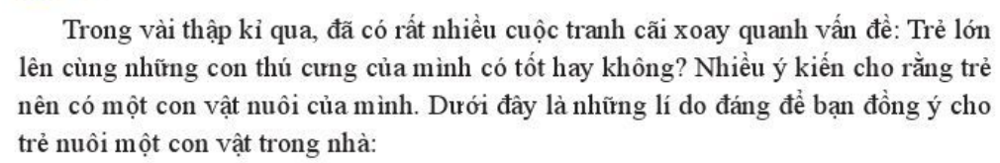 Trong vài thập kỉ qua, đã có rất nhiều cuộc tranh cãi xoay quanh vấn đề: Trẻ lớn
lên cùng những con thú cưng của mình có tốt hay không? Nhiều ý kiến cho rằng trẻ
nên có một con vật nuôi của mình. Dưới đây là những lí do đáng để bạn đồng ý cho
trẻ nuôi một con vật trong nhà: